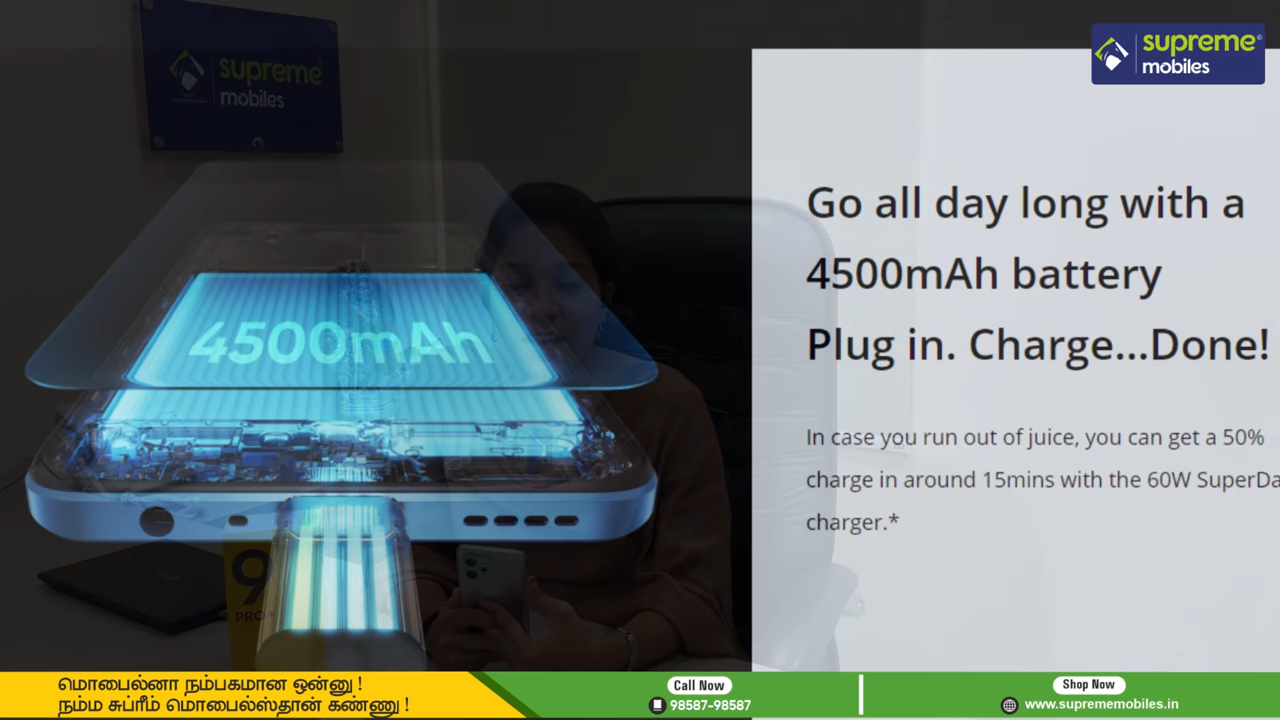 supreme
mobiles
supreme
mobiles
Go all day long with a
4500mAh battery
Plug in. Charge...Done!
4500mAh
In case you run out of juice, you can get a 50%
charge in around 15mins with the 60W SuperDa
charger.*
9
PRO+
மொபைல்னா நம்பகமான ஒன்னு !
நம்ம சுப்ரீம் மொபைல்ஸ்தான் கண்ணு !
Call Now
98587-98587
Shop Now
www.suprememobiles.in